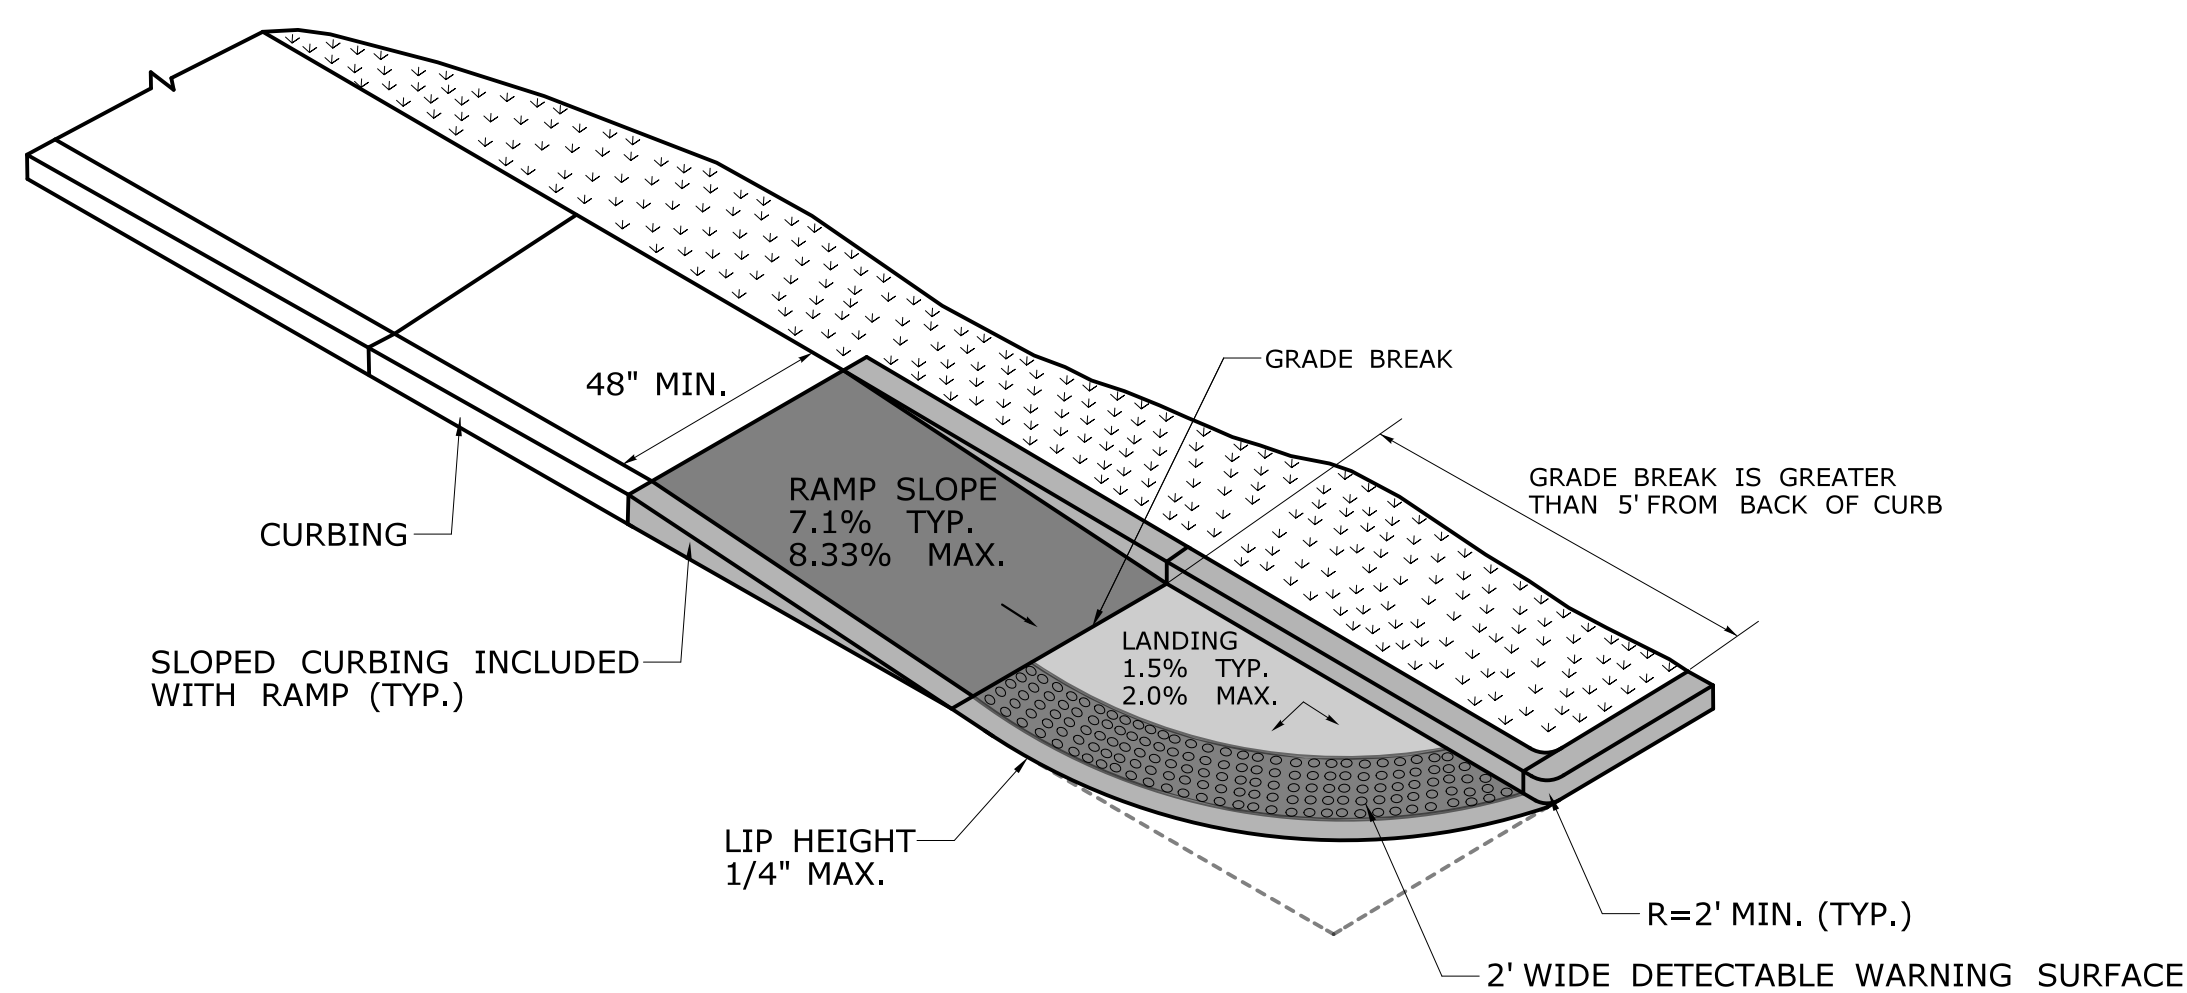 GRADE BREAK
48" MIN.
GRADE BREAK IS GREATER
THAN 5' FROM BACK OF CURB
RAMP SLOPE
7.1% TYP.
8.33% MAX.
CURBING
LANDING
1.5% TYP.
2.0% MAX.
SLOPED CURBING INCLUDED
WITH RAMP (TYP.)
LIP HEIGHT
1/4" MAX.
R=2' MIN. (TYP.)
2' WIDE DETECTABLE WARNING SURFACE